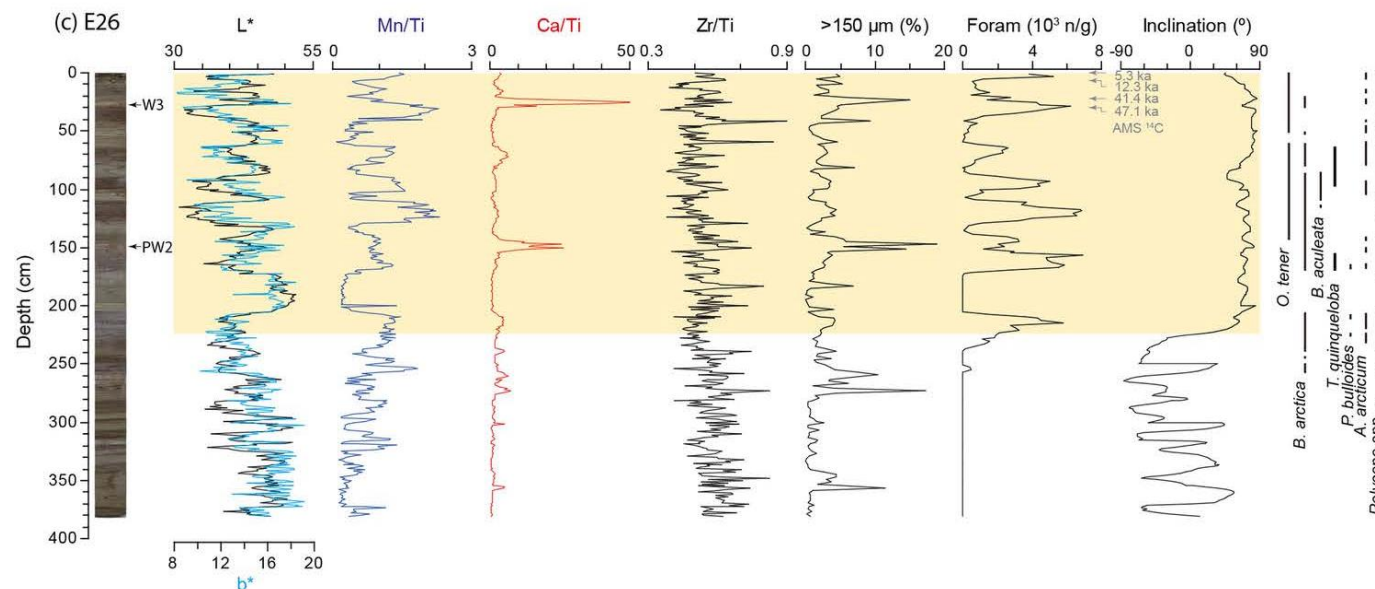 (c) E26
L*
Mn/Ti
Ca/Ti
Zr/Ti
>150 µm (%)
Foram (10³ n/g)
Inclination (º)
30 55 0 3 0 50 0.3 0.9 0 10 20 0 4 8 -90 0 90
0
50
100
150
200
250
300
350
400
Depth (cm)
W3
PW2
5.3 ka
12.3 ka
41.4 ka
47.1 ka
AMS ¹⁴C
O. tener
B. arctica
B. aculeata
T. quinqueloba
P. bulloides
A. arcticum
8 12 16 20
b*